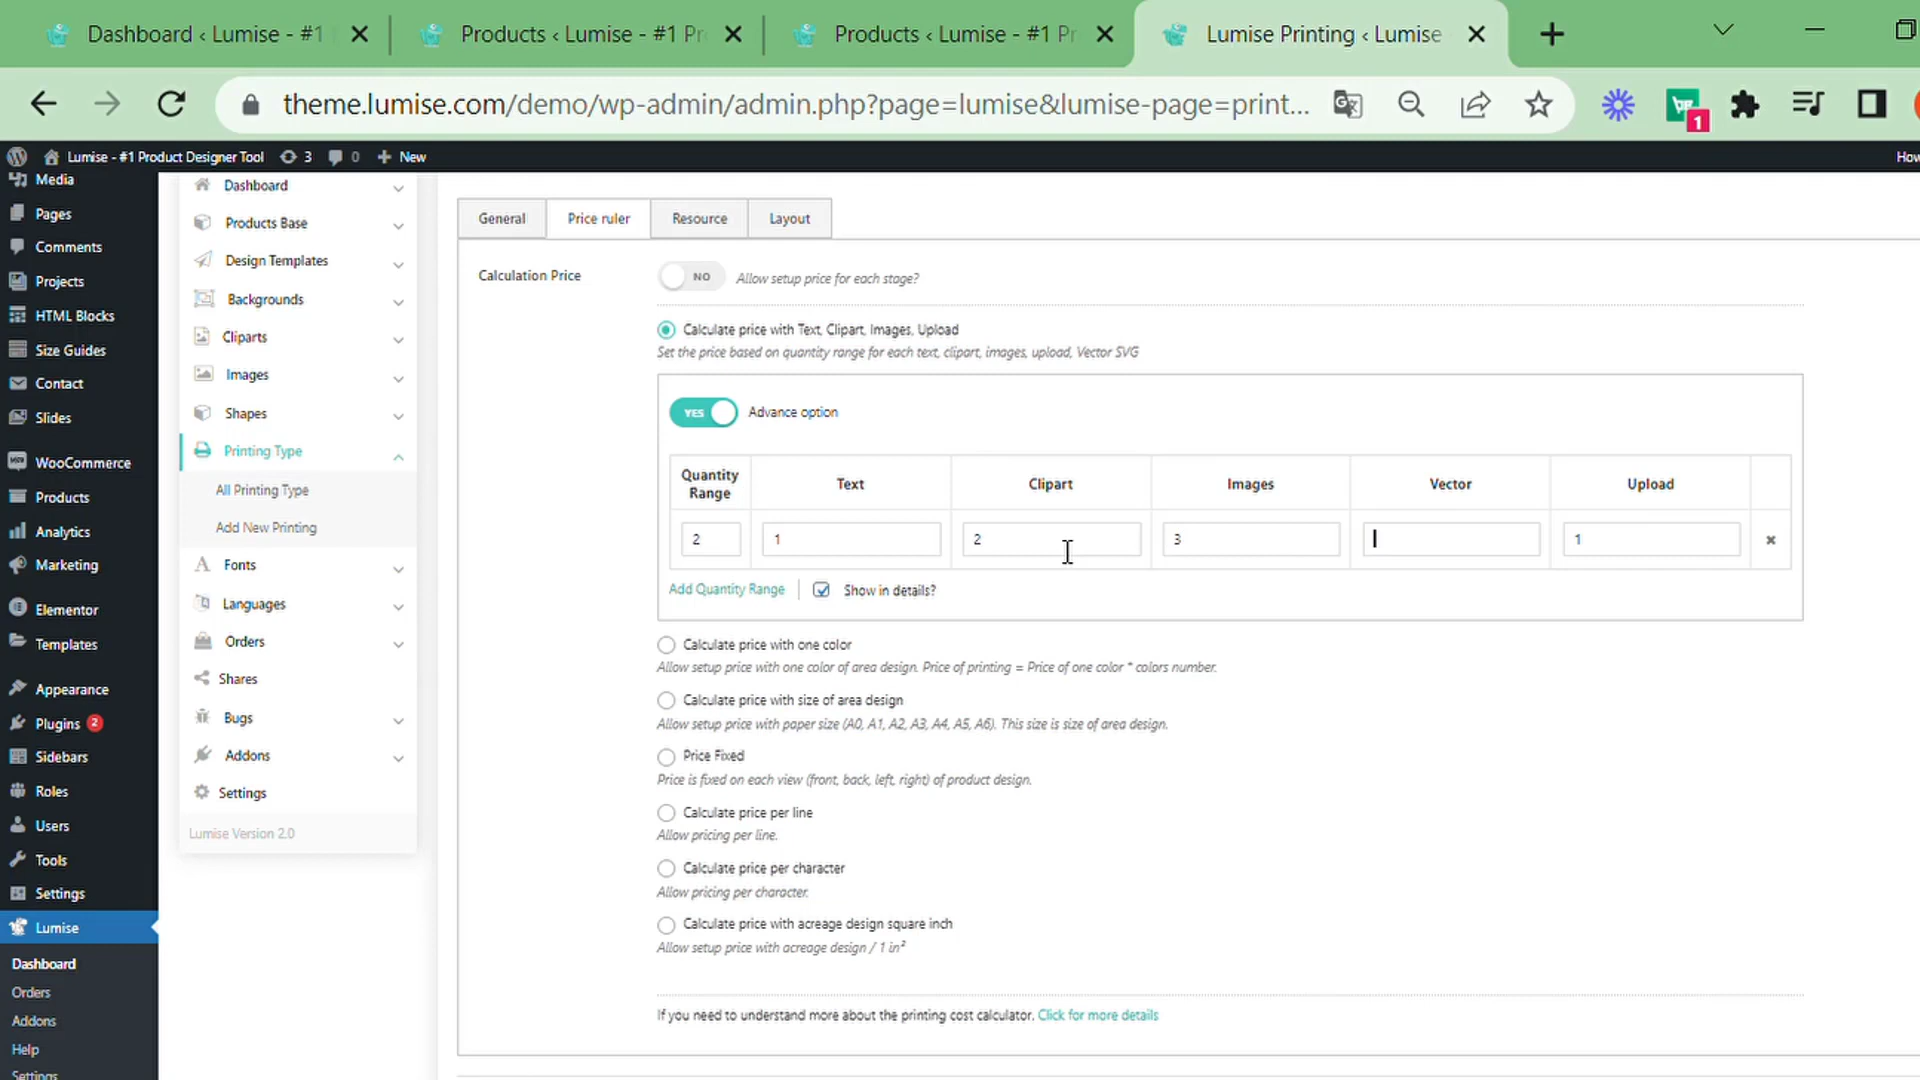 Dashboard ‹ Lumise - #1
Products ‹ Lumise - #1 Pr
Products ‹ Lumise - #1 Pr
Lumise Printing ‹ Lumise
theme.lumise.com/demo/wp-admin/admin.php?page=lumise&lumise-page=print...
1
Lumise - #1 Product Designer Tool
3
0
New
How
Media
Pages
Comments
Projects
HTML Blocks
Size Guides
Contact
Slides
WooCommerce
Products
Analytics
Marketing
Elementor
Templates
Appearance
Plugins 2
Sidebars
Roles
Users
Tools
Settings
Lumise
Dashboard
Orders
Addons
Help
Settings
Dashboard
Products Base
Design Templates
Backgrounds
Cliparts
Images
Shapes
Printing Type
All Printing Type
Add New Printing
Fonts
Languages
Orders
Shares
Bugs
Addons
Settings
Lumise Version 2.0
General
Price ruler
Resource
Layout
Calculation Price
NO
Allow setup price for each stage?
Calculate price with Text, Clipart, Images, Upload
Set the price based on quantity range for each text, clipart, images, upload, Vector SVG
YES
Advance option
Quantity Range
Text
Clipart
Images
Vector
Upload
2
1
2
3
1
Add Quantity Range
Show in details?
Calculate price with one color
Allow setup price with one color of area design. Price of printing = Price of one color * colors number.
Calculate price with size of area design
Allow setup price with paper size (A0, A1, A2, A3, A4, A5, A6). This size is size of area design.
Price Fixed
Price is fixed on each view (front, back, left, right) of product design.
Calculate price per line
Allow pricing per line.
Calculate price per character
Allow pricing per character.
Calculate price with acreage design square inch
Allow setup price with acreage design / 1 in²
If you need to understand more about the printing cost calculator. Click for more details